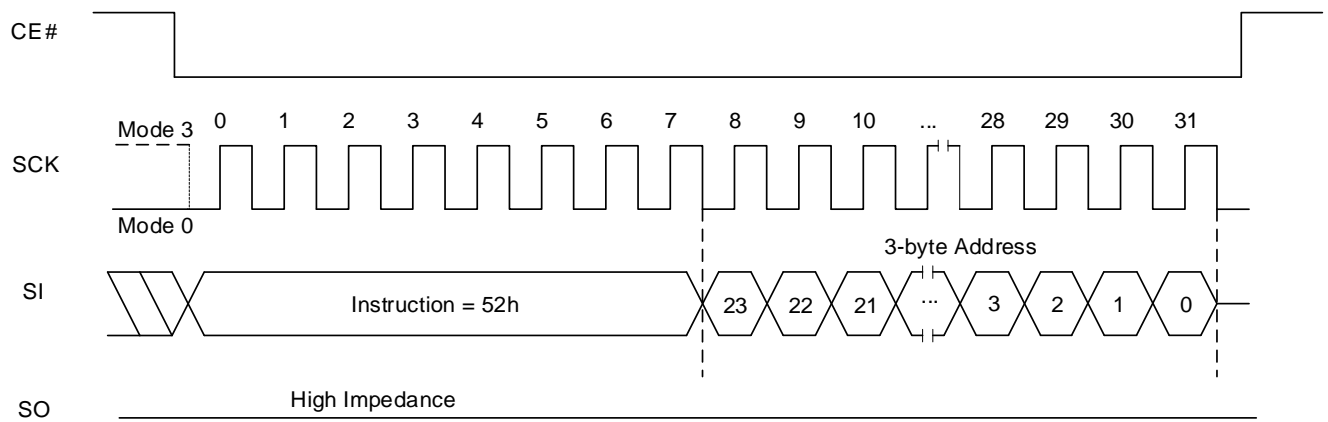 CE#
Mode 3
0 1 2 3 4 5 6 7 8 9 10 ... 28 29 30 31
SCK
Mode 0
3-byte Address
SI
Instruction = 52h
23 22 21 ... 3 2 1 0
High Impedance
SO